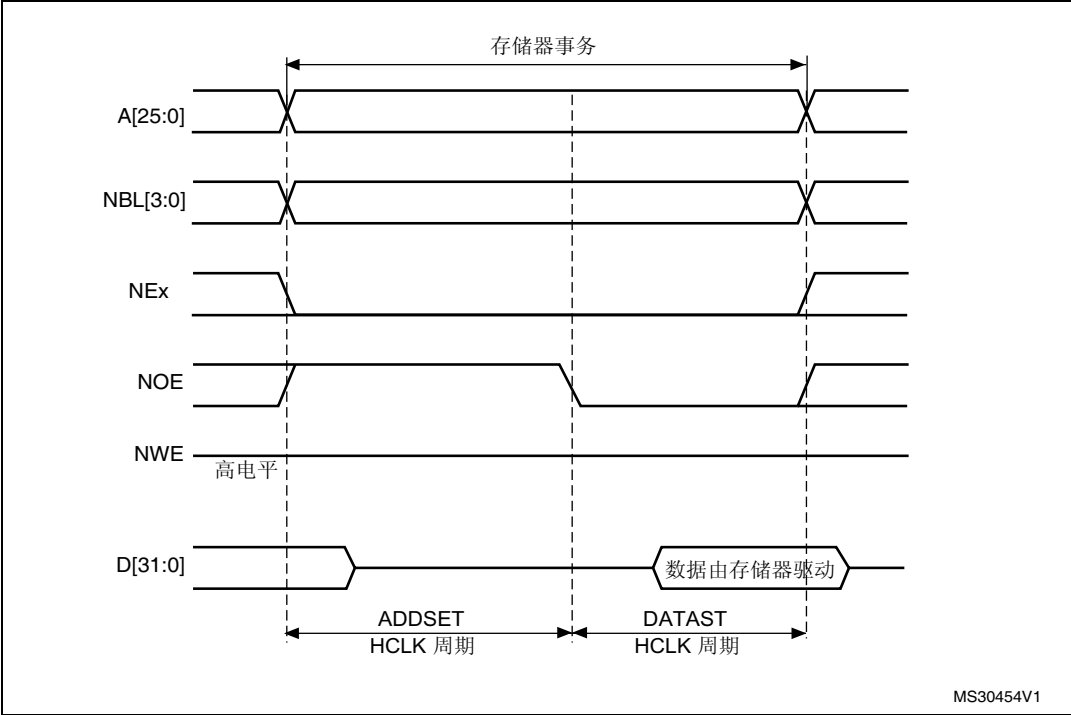 存储器事务
A[25:0]
NBL[3:0]
NEx
NOE
NWE
高电平
D[31:0]
数据由存储器驱动
ADDSET
HCLK 周期
DATAST
HCLK 周期
MS30454V1